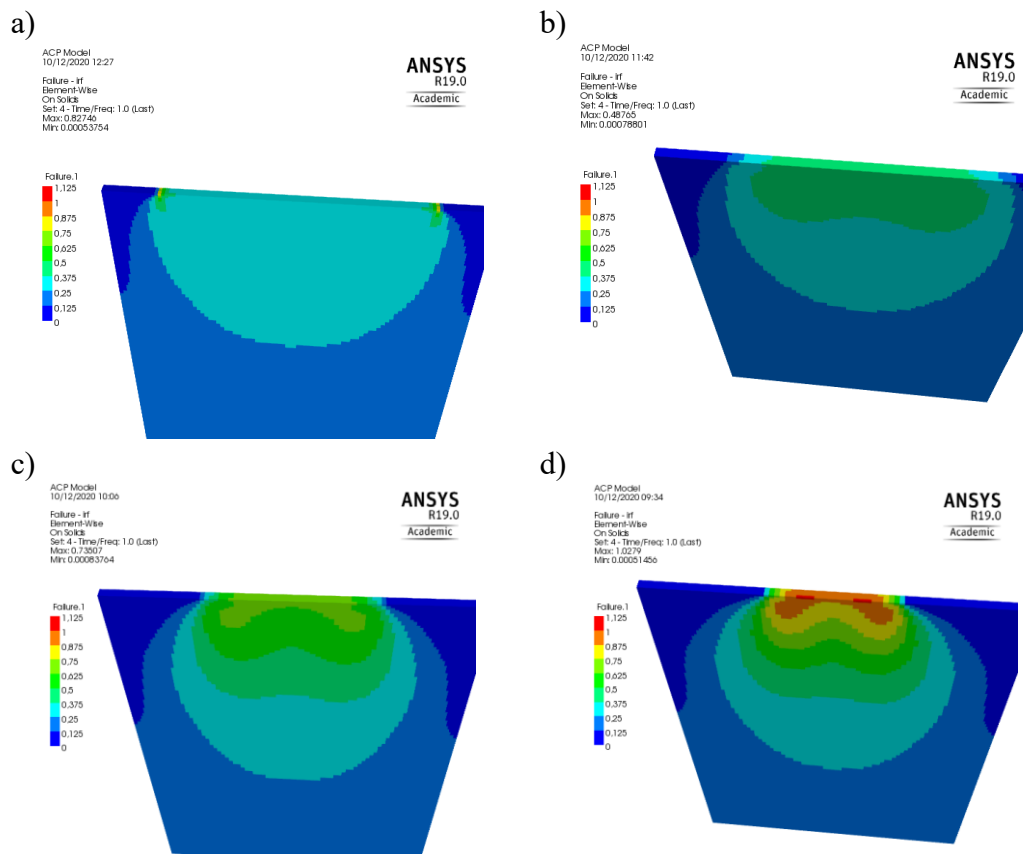 a)
ACP Model
10/12/2020 12:27
Failure - irf
Element-Wise
On Solids
Set: 4 - Time/Freq: 1.0 (Last)
Max: 0.82746
Min: 0.00053754
ANSYS
R19.0
Academic
Failure.1
1,125
1
0,875
0,75
0,625
0,5
0,375
0,25
0,125
0
b)
ACP Model
10/12/2020 11:42
Failure - irf
Element-Wise
On Solids
Set: 4 - Time/Freq: 1.0 (Last)
Max: 0.48765
Min: 0.00078801
ANSYS
R19.0
Academic
Failure.1
1,125
1
0,875
0,75
0,625
0,5
0,375
0,25
0,125
0
c)
ACP Model
10/12/2020 10:06
Failure - irf
Element-Wise
On Solids
Set: 4 - Time/Freq: 1.0 (Last)
Max: 0.73507
Min: 0.00083764
ANSYS
R19.0
Academic
Failure.1
1,125
1
0,875
0,75
0,625
0,5
0,375
0,25
0,125
0
d)
ACP Model
10/12/2020 09:34
Failure - irf
Element-Wise
On Solids
Set: 4 - Time/Freq: 1.0 (Last)
Max: 1.0279
Min: 0.00051456
ANSYS
R19.0
Academic
Failure.1
1,125
1
0,875
0,75
0,625
0,5
0,375
0,25
0,125
0